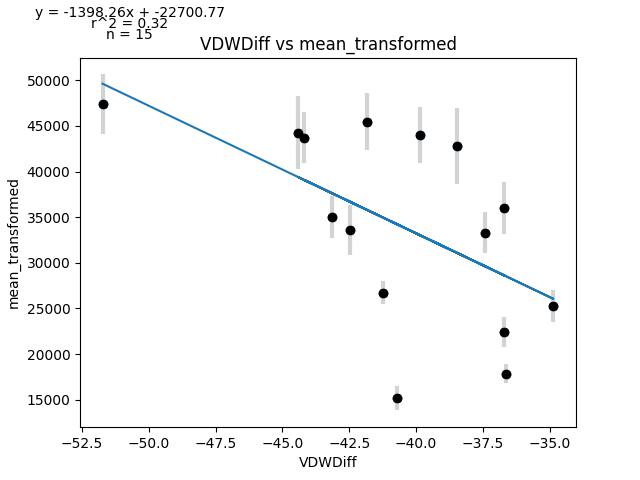 y = -1398.26x + -22700.77
r^2 = 0.32
n = 15
VDWDiff vs mean_transformed
50000
45000
40000
35000
30000
25000
20000
15000
mean_transformed
−52.5 −50.0 −47.5 −45.0 −42.5 −40.0 −37.5 −35.0
VDWDiff